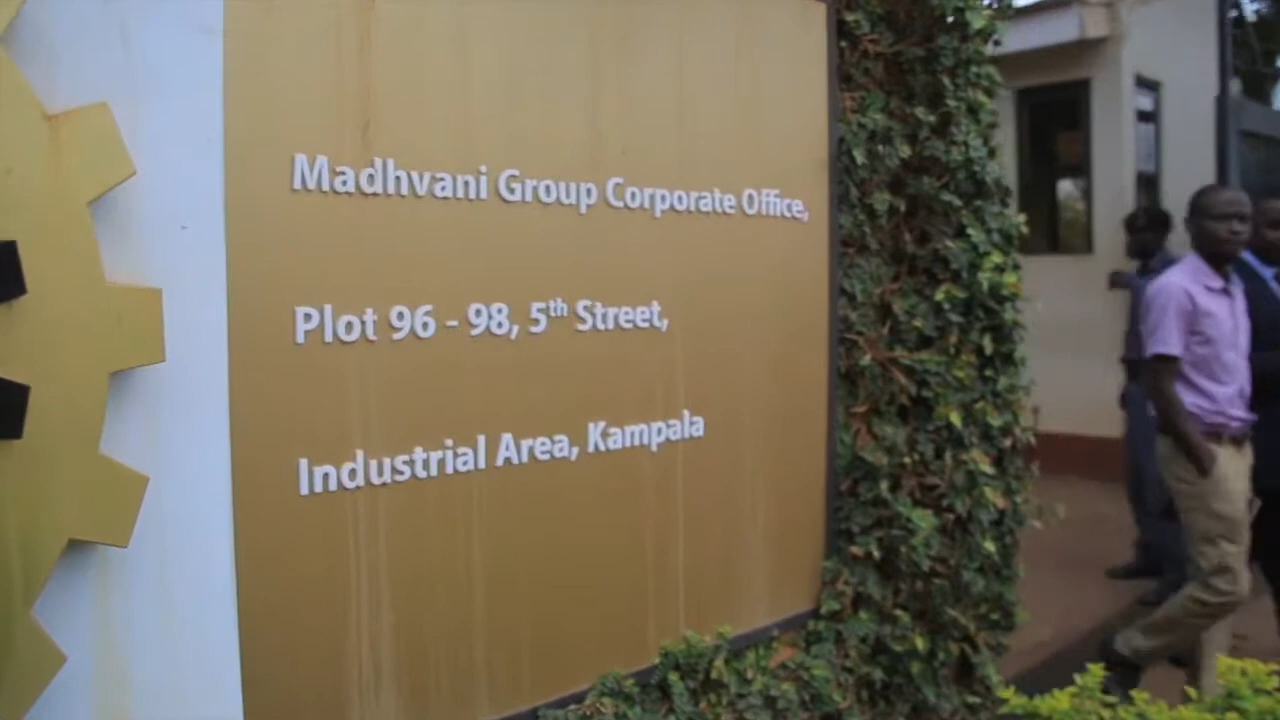 Madhvani Group Corporate Office,
Plot 96 - 98, 5th Street,
Industrial Area, Kampala